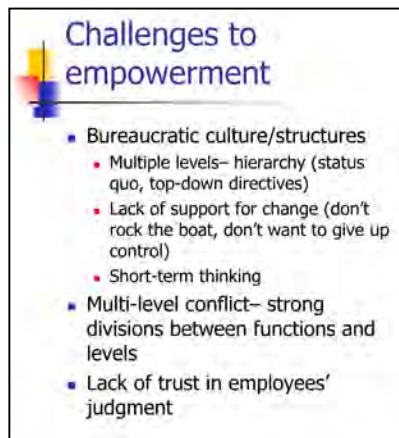 Challenges to
empowerment
Bureaucratic culture/structures
Multiple levels– hierarchy (status
quo, top-down directives)
Lack of support for change (don't
rock the boat, don't want to give up
control)
Short-term thinking
Multi-level conflict– strong
divisions between functions and
levels
Lack of trust in employees'
judgment